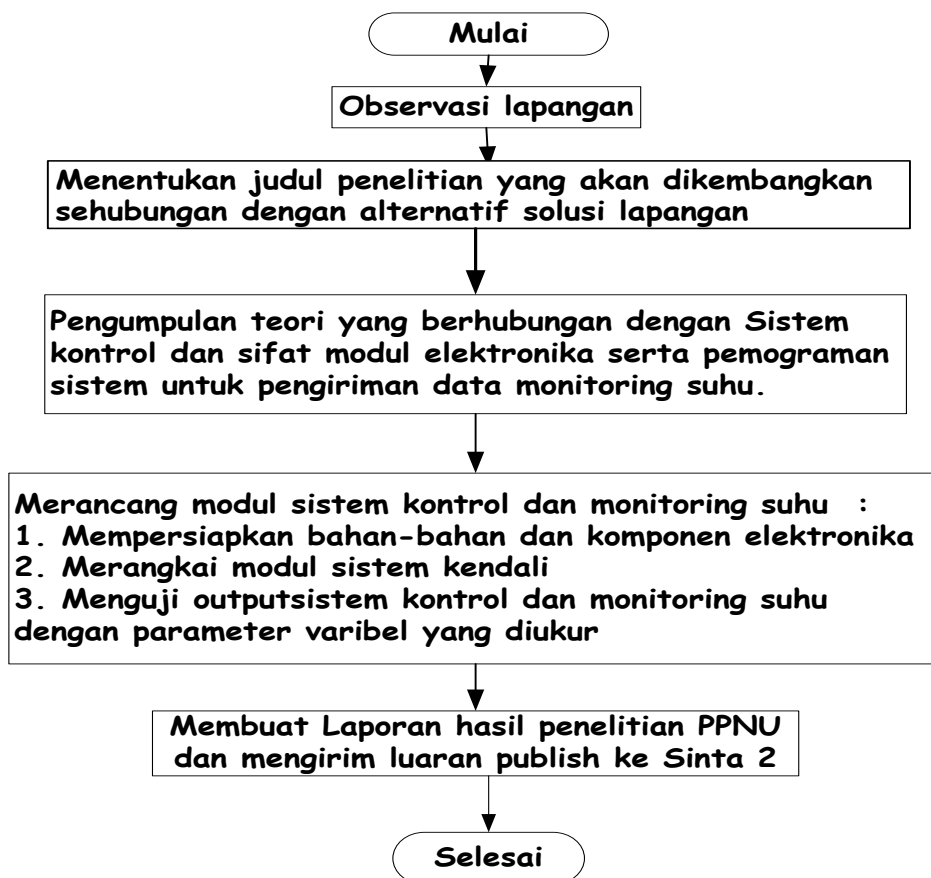 Mulai
Observasi lapangan
Menentukan judul penelitian yang akan dikembangkan
sehubungan dengan alternatif solusi lapangan
Pengumpulan teori yang berhubungan dengan Sistem
kontrol dan sifat modul elektronika serta pemograman
sistem untuk pengiriman data monitoring suhu.
Merancang modul sistem kontrol dan monitoring suhu :
1. Mempersiapkan bahan-bahan dan komponen elektronika
2. Merangkai modul sistem kendali
3. Menguji outputsistem kontrol dan monitoring suhu
dengan parameter varibel yang diukur
Membuat Laporan hasil penelitian PPNU
dan mengirim luaran publish ke Sinta 2
Selesai